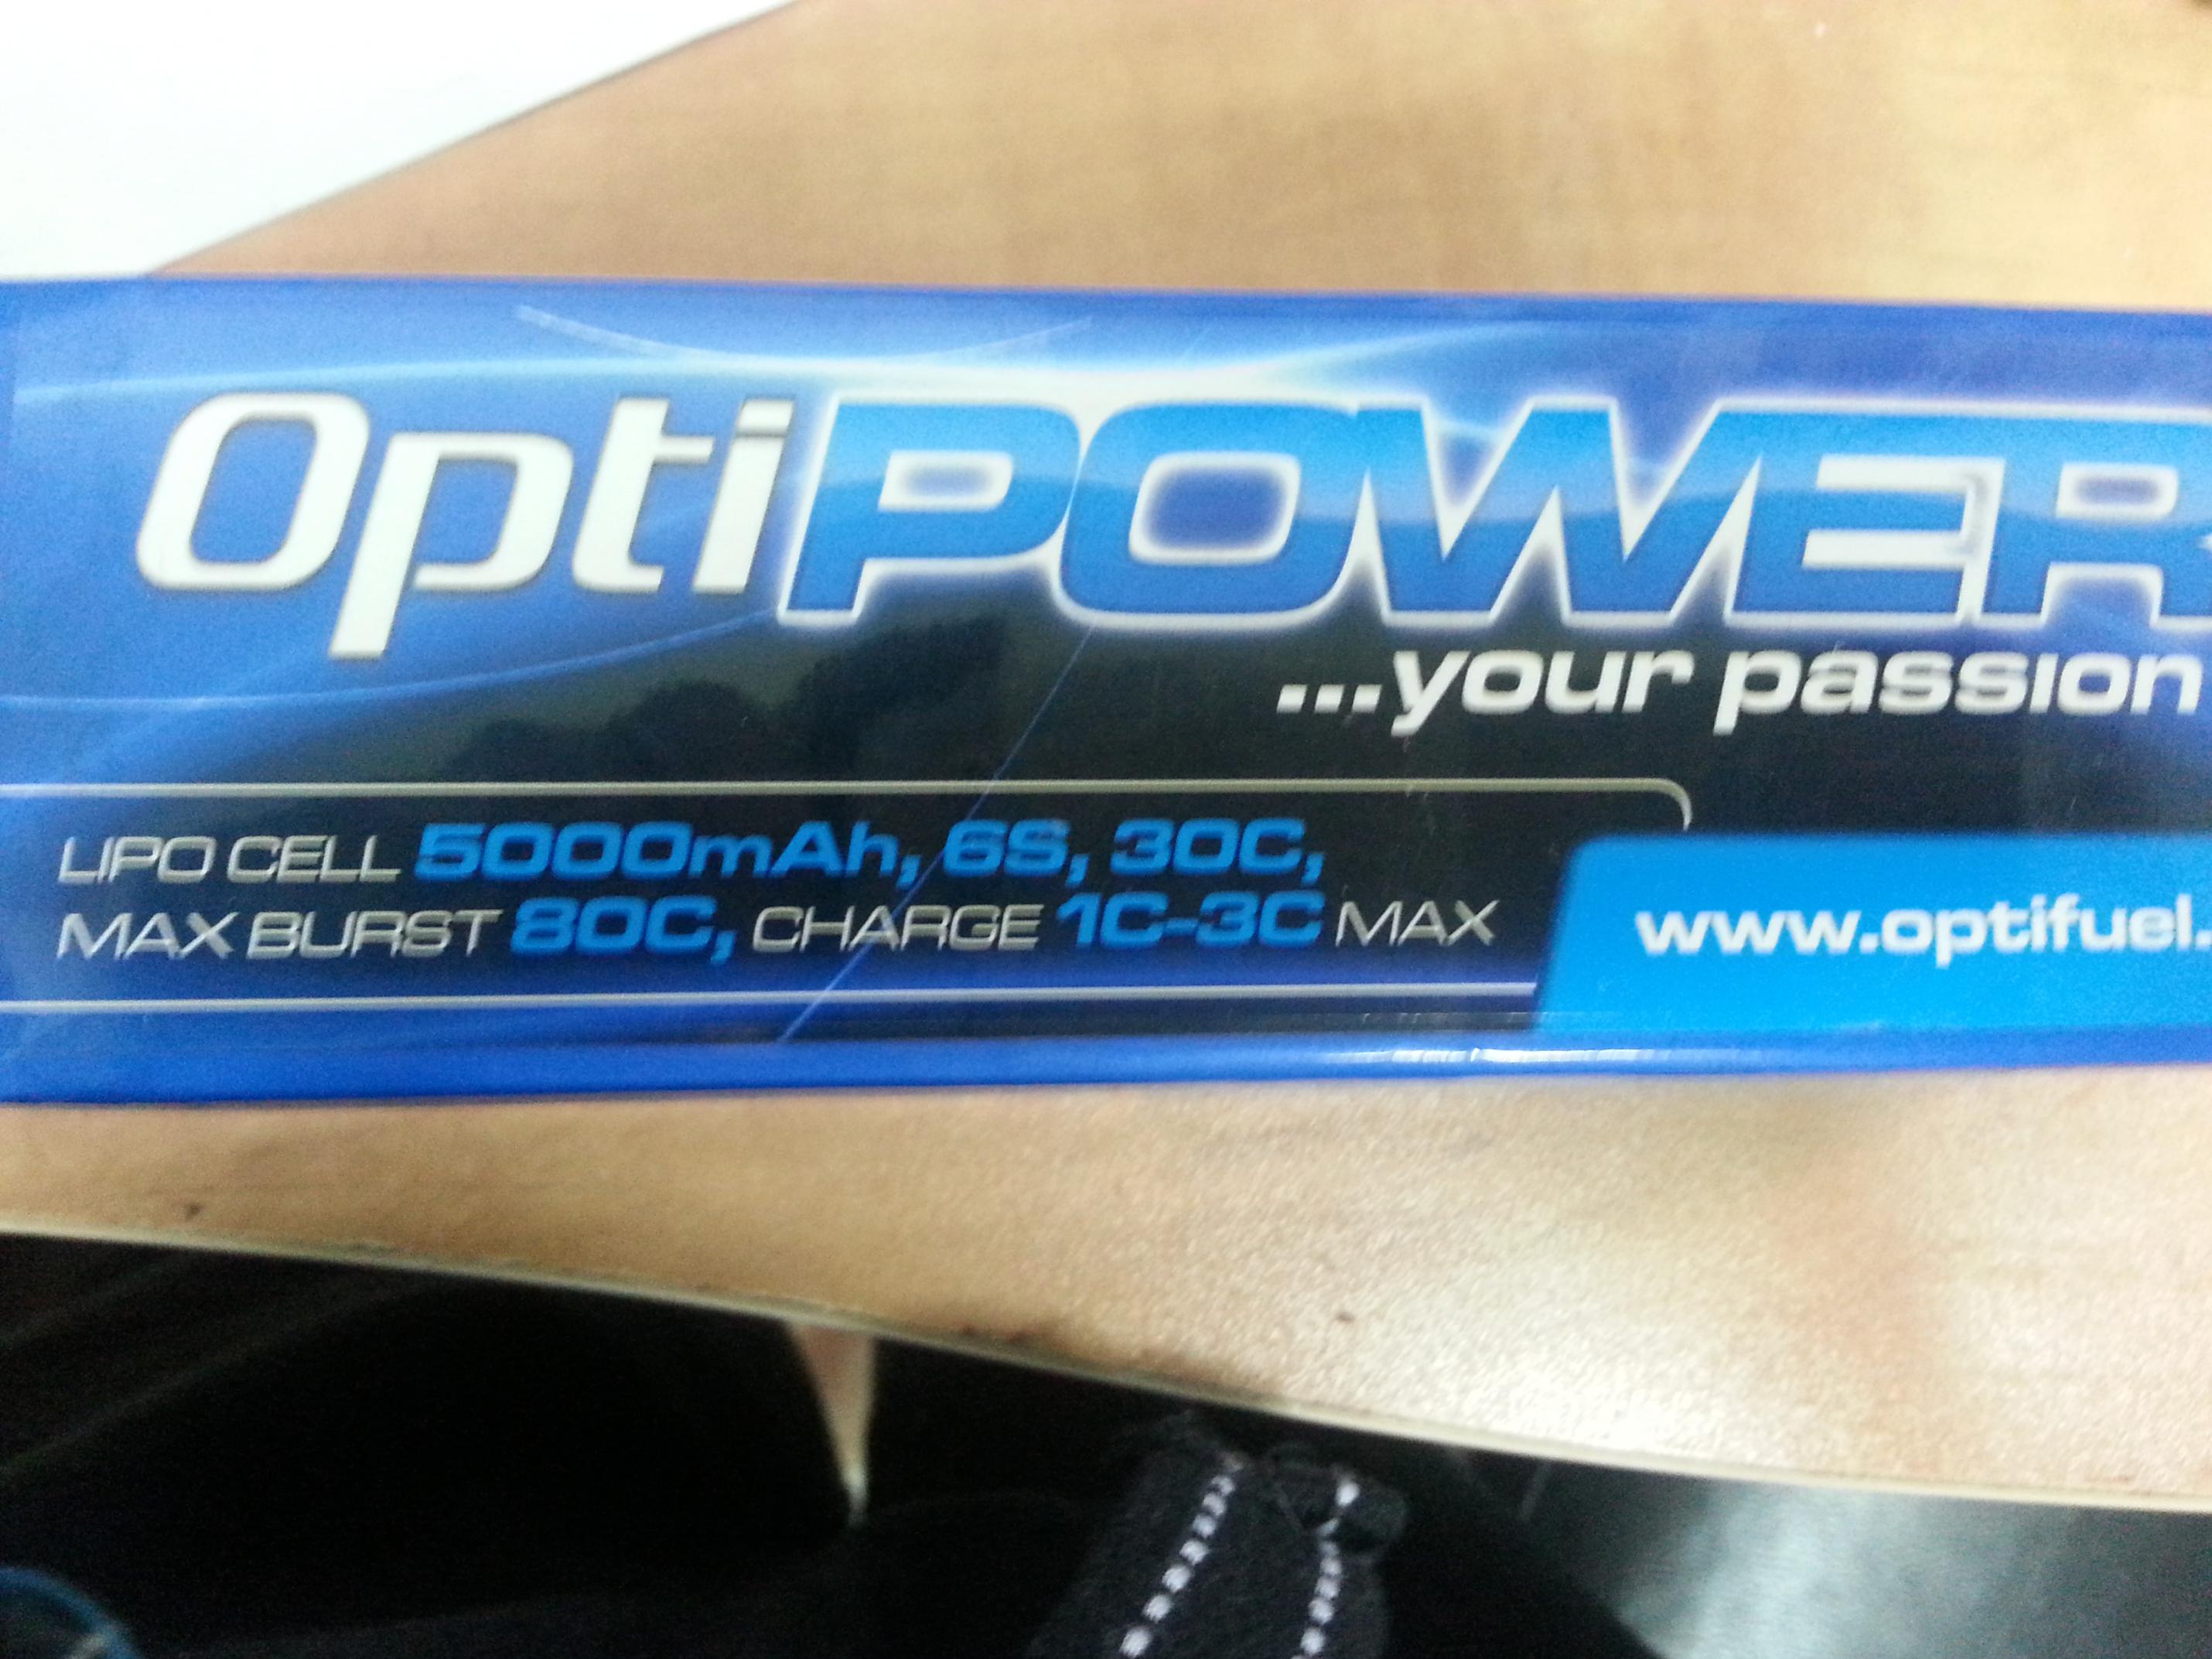 OptiPOWER
...your passion
LIPO CELL 5000mAh, 6S, 30C,
MAX BURST 80C, CHARGE 1C-3C MAX
www.optifuel.